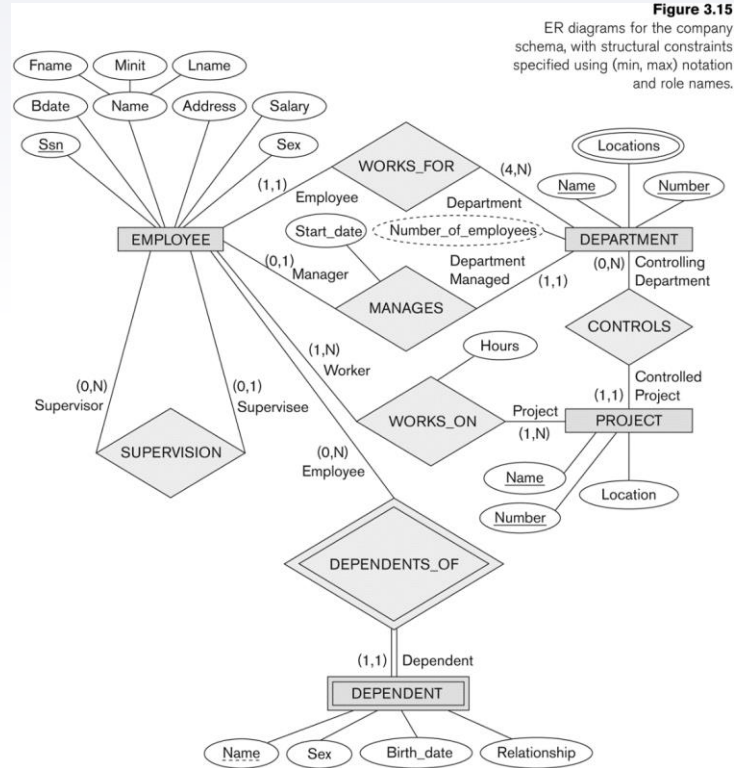 Figure 3.15
ER diagrams for the company
schema, with structural constraints
specified using (min, max) notation
and role names.
Fname
Minit
Lname
Bdate
Name
Address
Salary
Ssn
Sex
WORKS_FOR
(1,1)
Employee
(4,N)
Department
Locations
Name
Number
Start_date
Number_of_employees
EMPLOYEE
DEPARTMENT
(0,1)
Manager
MANAGES
Department
Managed
(1,1)
(0,N)
Controlling
Department
CONTROLS
(1,1)
Controlled
Project
(1,N)
Worker
Hours
WORKS_ON
Project
(1,N)
PROJECT
Name
Number
Location
(0,N)
Supervisor
(0,1)
Supervisee
SUPERVISION
(0,N)
Employee
DEPENDENTS_OF
(1,1)
Dependent
DEPENDENT
Name
Sex
Birth_date
Relationship